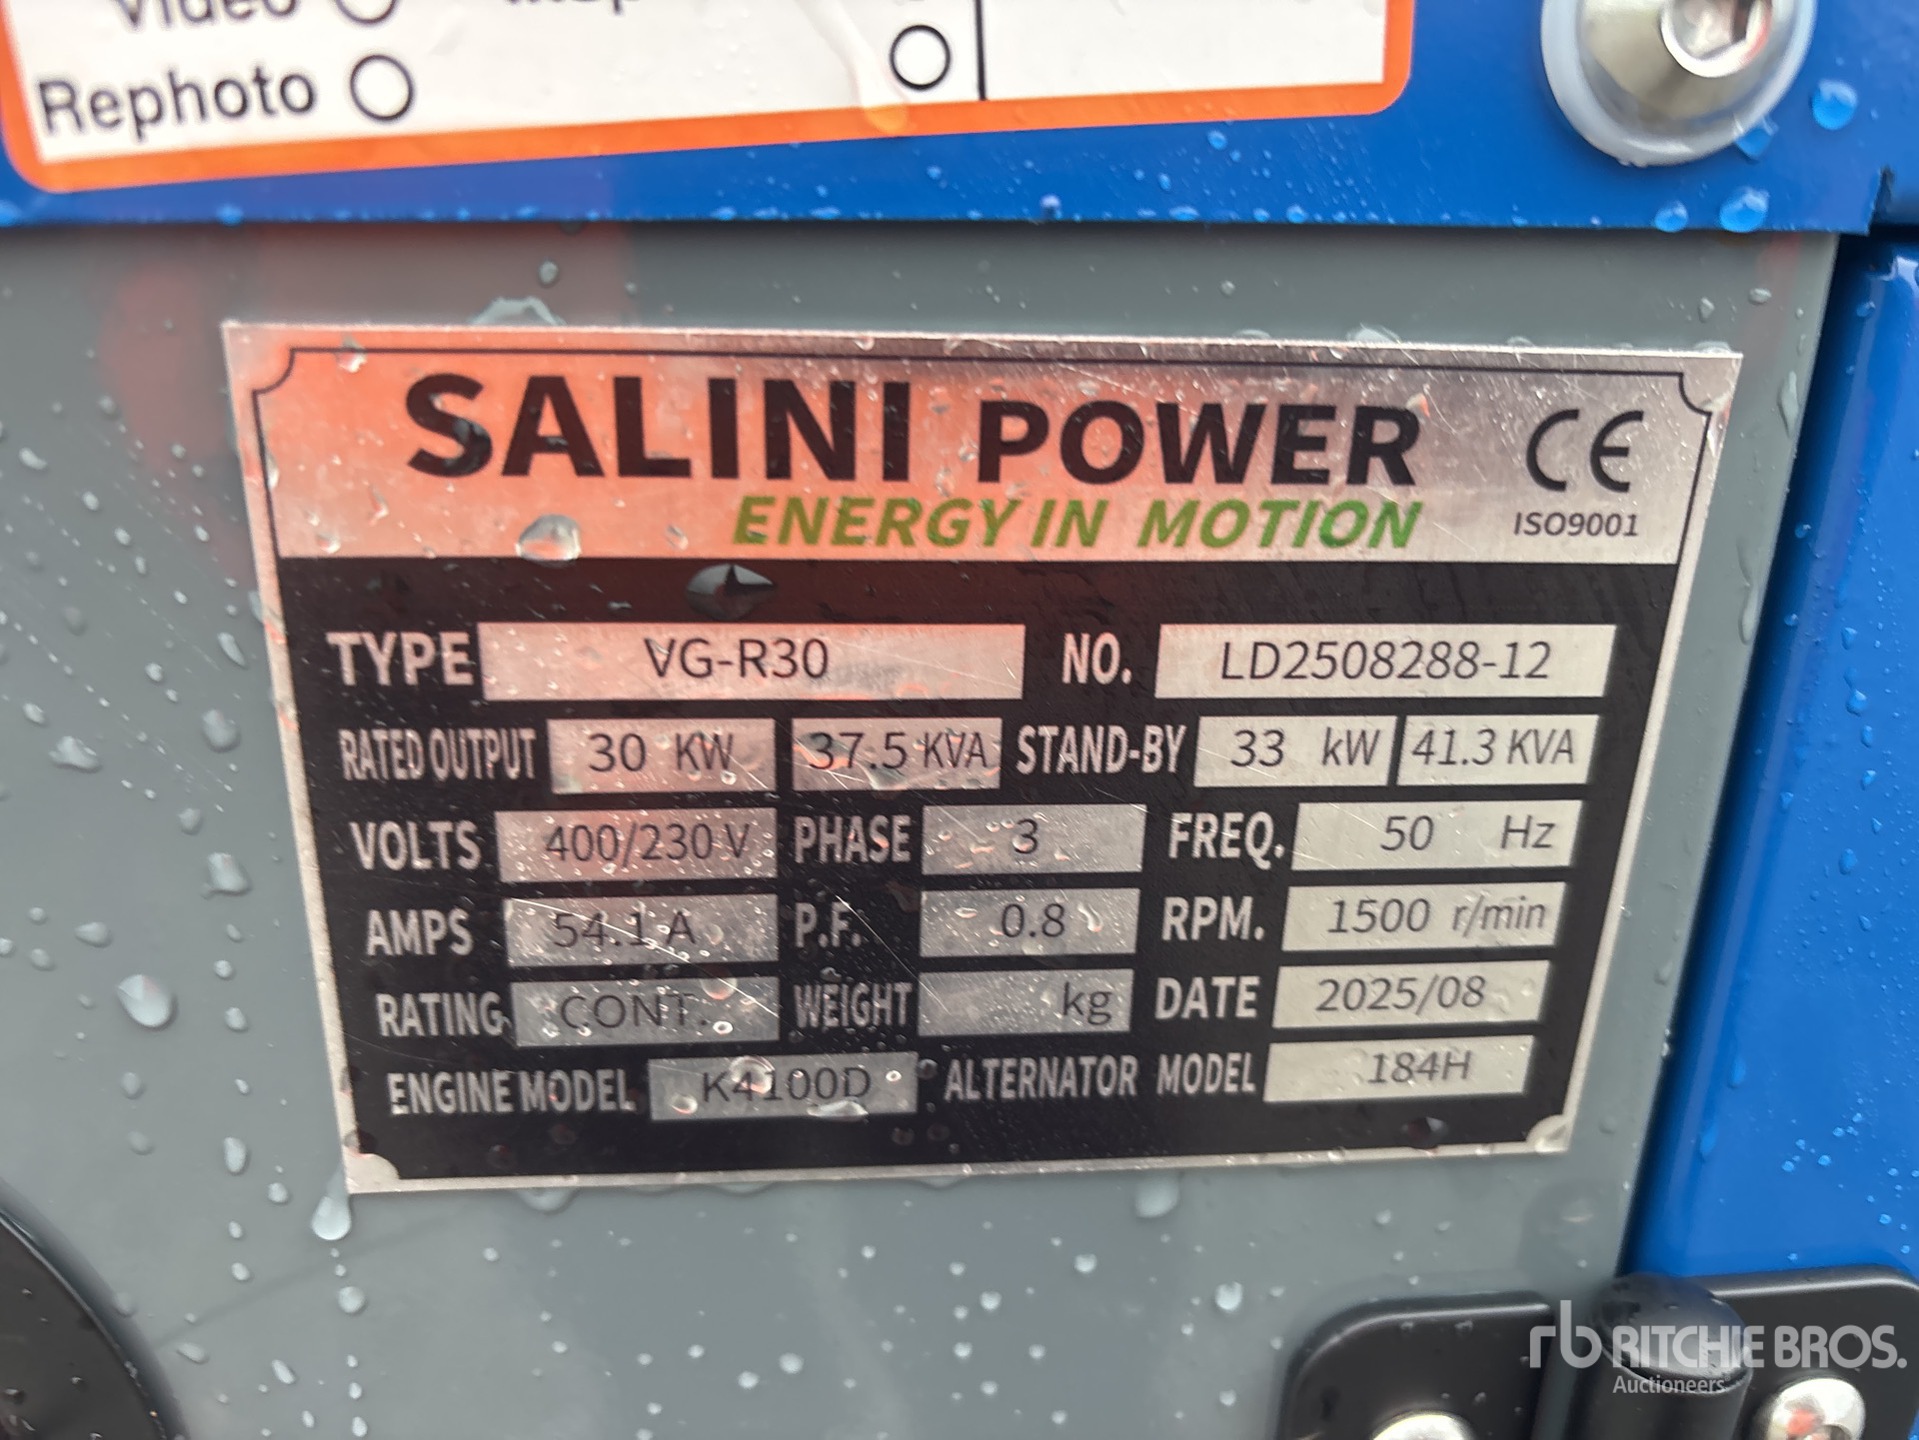 Video
Rephoto
SALINI POWER
CE
ENERGY IN MOTION
ISO9001
TYPE VG-R30 NO. LD2508288-12
RATED OUTPUT 30 KW 37.5 KVA STAND-BY 33 kW 41.3 KVA
VOLTS 400/230 V PHASE 3 FREQ. 50 Hz
AMPS 54.1 A P.F. 0.8 RPM. 1500 r/min
RATING CONT. WEIGHT kg DATE 2025/08
ENGINE MODEL K4100D ALTERNATOR MODEL 184H
rb RITCHIE BROS.
Auctioneers